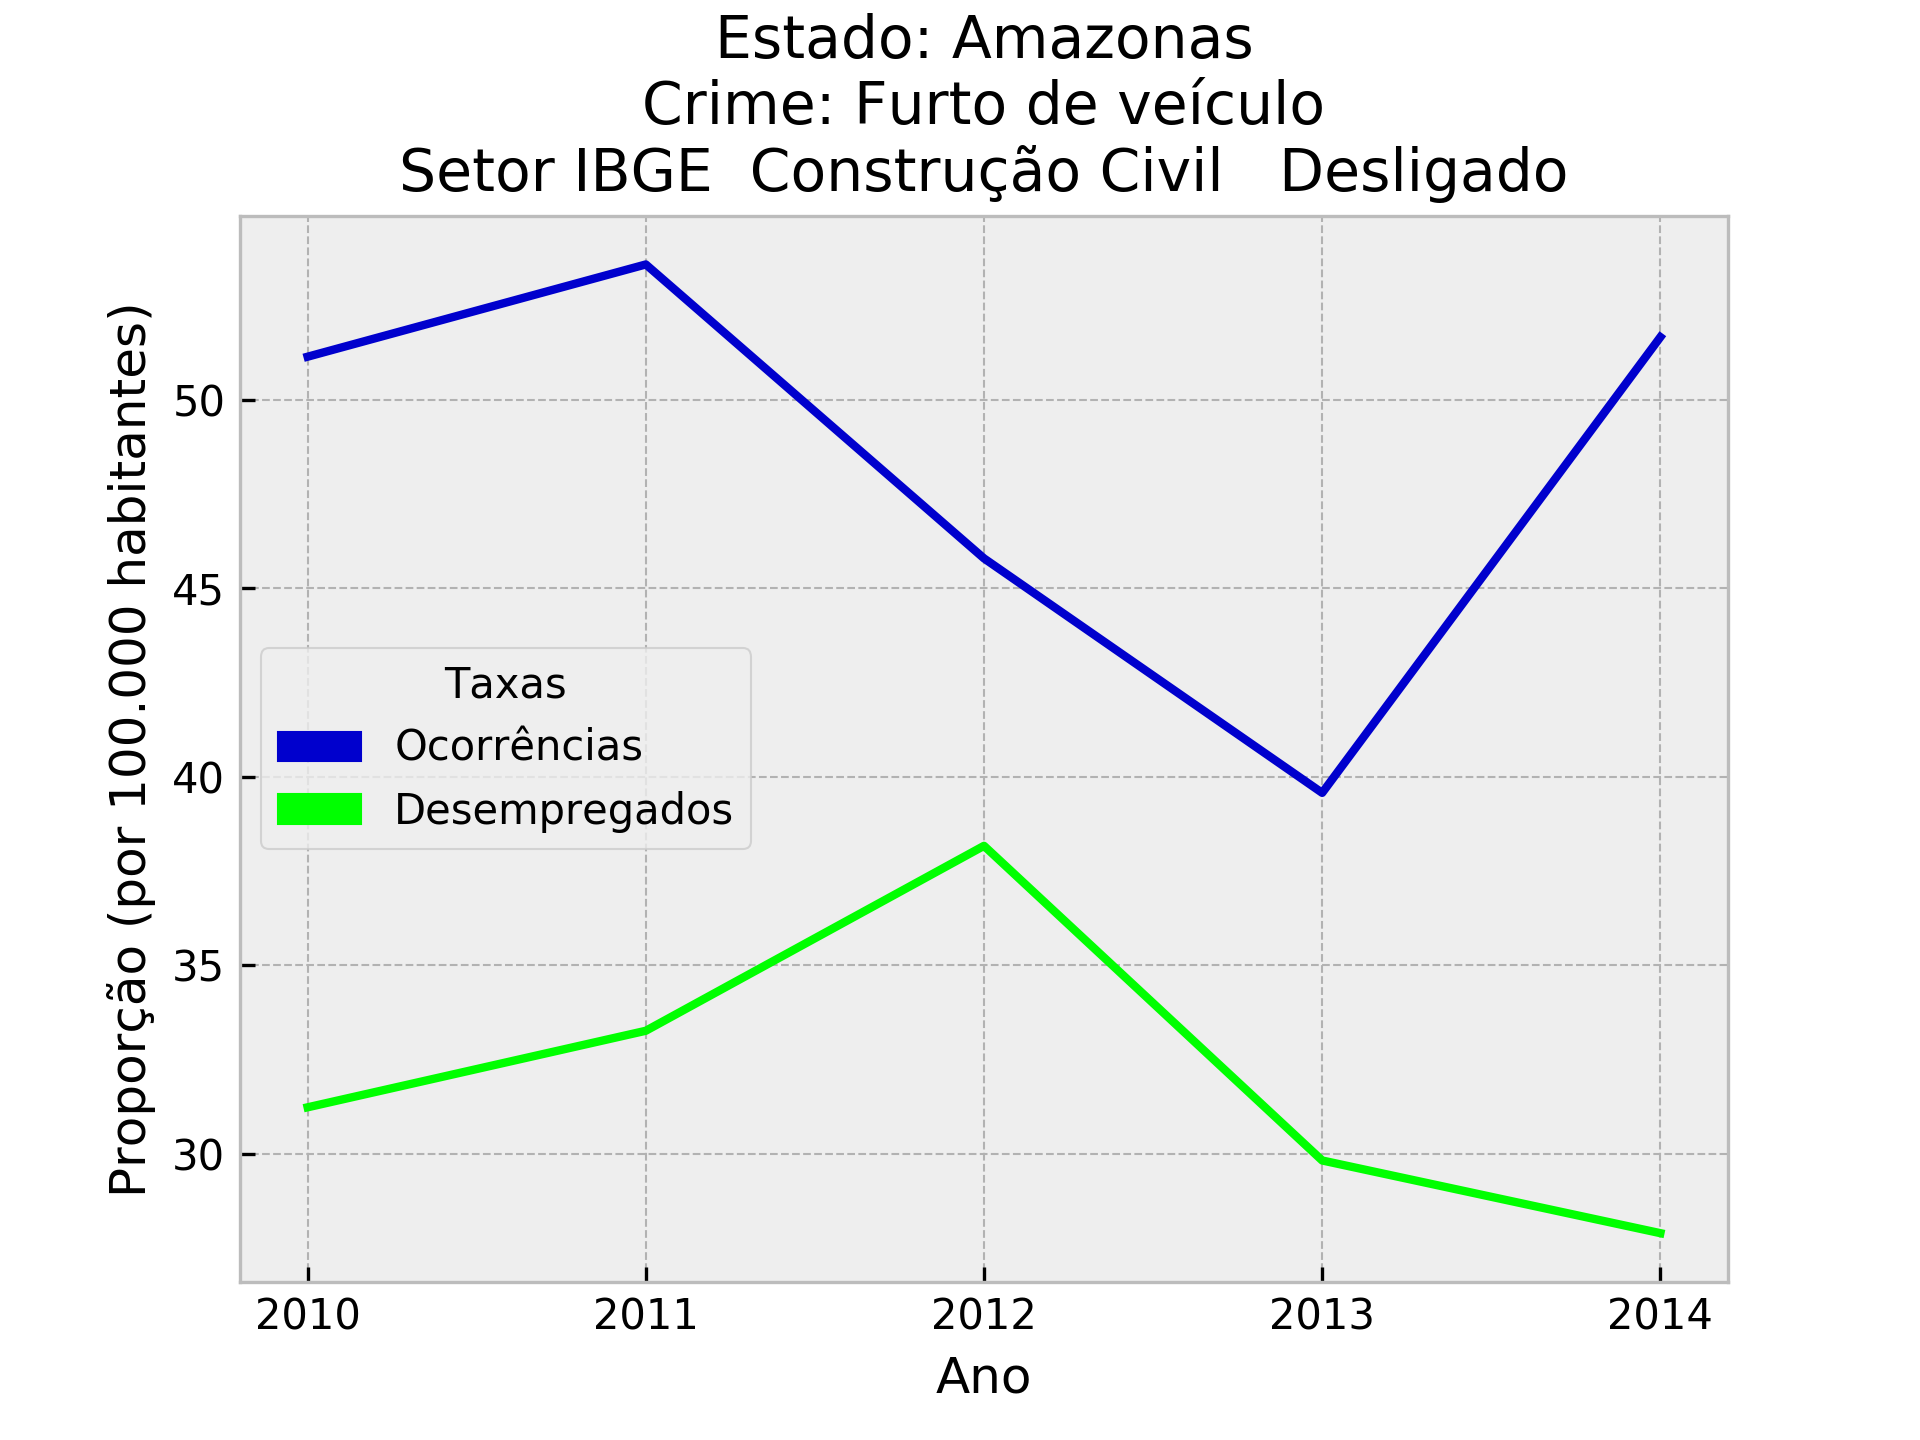 Estado: Amazonas
Crime: Furto de veículo
Setor IBGE  Construção Civil   Desligado
Proporção (por 100.000 habitantes)
50
45
40
35
30
Taxas
Ocorrências
Desempregados
2010 2011 2012 2013 2014
Ano